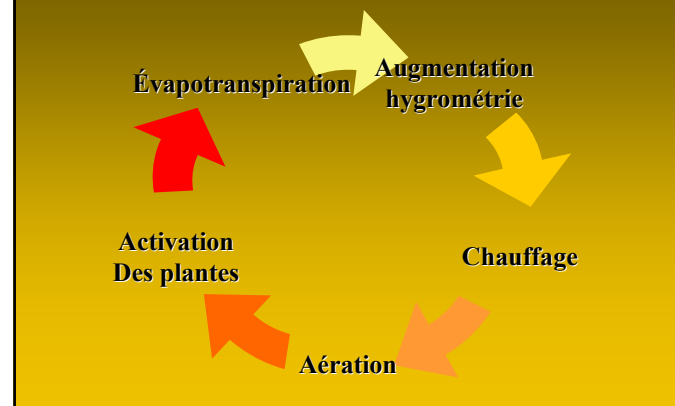 Évapotranspiration
Augmentation
hygrométrie
Chauffage
Aération
Activation
Des plantes